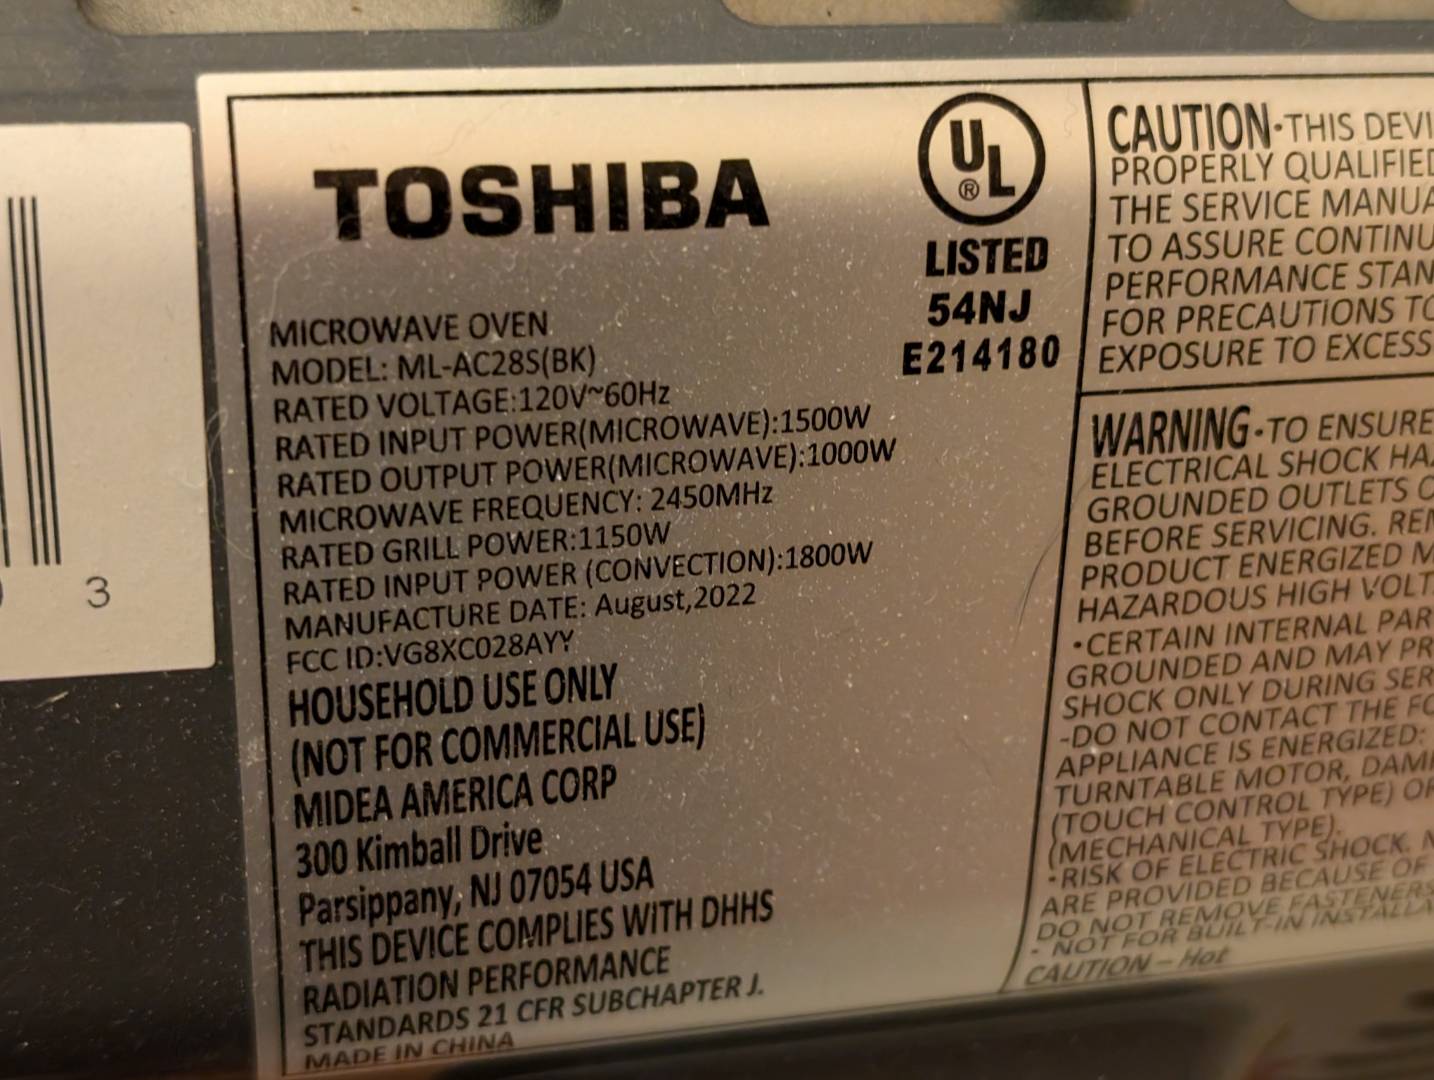 3
TOSHIBA
UL
®
LISTED
54NJ
E214180
MICROWAVE OVEN
MODEL: ML-AC28S(BK)
RATED VOLTAGE:120V~60Hz
RATED INPUT POWER(MICROWAVE):1500W
RATED OUTPUT POWER(MICROWAVE):1000W
MICROWAVE FREQUENCY: 2450MHz
RATED GRILL POWER:1150W
RATED INPUT POWER (CONVECTION):1800W
MANUFACTURE DATE: August,2022
FCC ID:VG8XC028AYY
HOUSEHOLD USE ONLY
(NOT FOR COMMERCIAL USE)
MIDEA AMERICA CORP
300 Kimball Drive
Parsippany, NJ 07054 USA
THIS DEVICE COMPLIES WITH DHHS
RADIATION PERFORMANCE
STANDARDS 21 CFR SUBCHAPTER J.
MADE IN CHINA
CAUTION-THIS DEVI
PROPERLY QUALIFIED
THE SERVICE MANUA
TO ASSURE CONTINU
PERFORMANCE STAN
FOR PRECAUTIONS TO
EXPOSURE TO EXCESS
WARNING-TO ENSURE
ELECTRICAL SHOCK HA
GROUNDED OUTLETS
BEFORE SERVICING. REM
PRODUCT ENERGIZED M
HAZARDOUS HIGH VOLT
•CERTAIN INTERNAL PAR
GROUNDED AND MAY PR
SHOCK ONLY DURING SER
-DO NOT CONTACT THE FO
APPLIANCE IS ENERGIZED:
TURNTABLE MOTOR, DAM
(TOUCH CONTROL TYPE) OR
(MECHANICAL TYPE).
•RISK OF ELECTRIC SHOCK. N
ARE PROVIDED BECAUSE OF
DO NOT REMOVE FASTENERS
- NOT FOR BUILT-IN INSTALLA
CAUTION – Hot